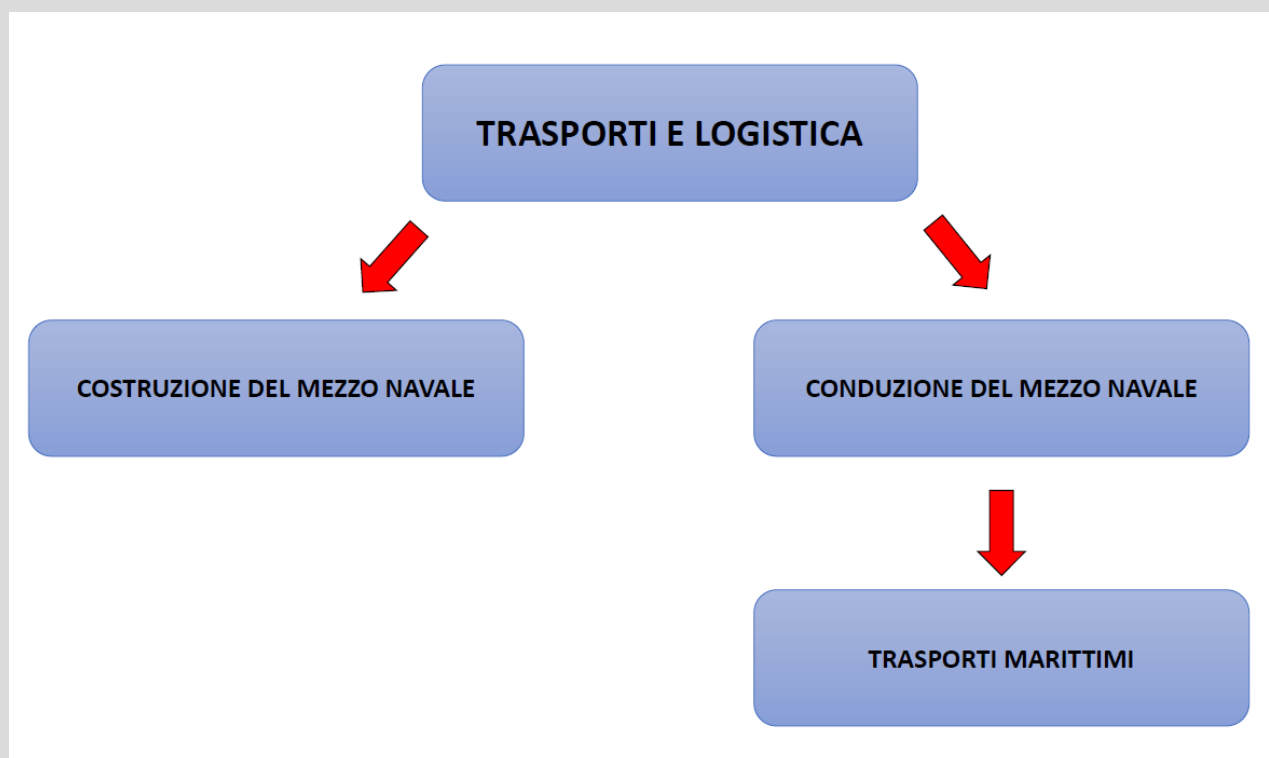 TRASPORTI E LOGISTICA
COSTRUZIONE DEL MEZZO NAVALE
CONDUZIONE DEL MEZZO NAVALE
TRASPORTI MARITTIMI